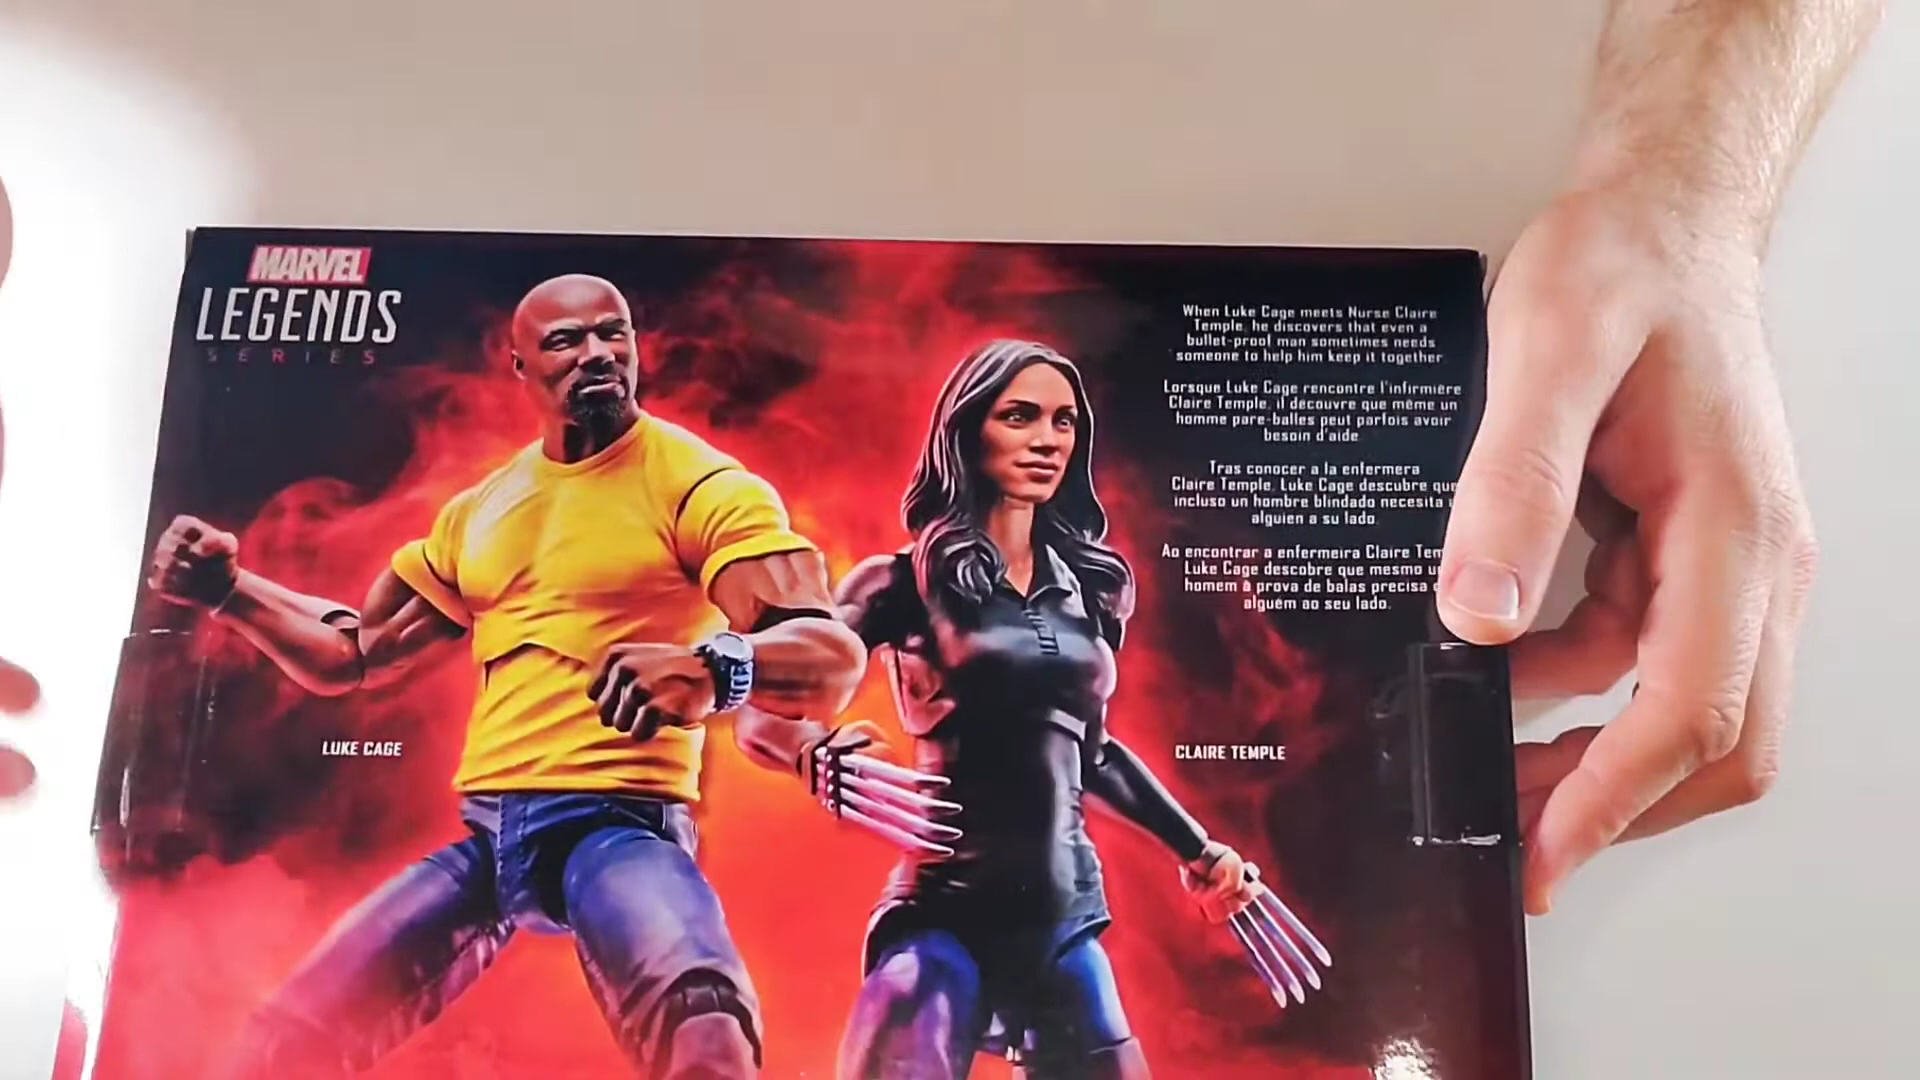 MARVEL
LEGENDS
SERIES
When Luke Cage meets Nurse Claire
Temple, he discovers that even a
bullet-proof man sometimes needs
someone to help him keep it together
Lorsque Luke Cage rencontre l'infirmière
Claire Temple, il découvre que même un
homme pare-balles peut parfois avoir
besoin d'aide.
Tras conocer a la enfermera
Claire Temple, Luke Cage descubre que
incluso un hombre blindado necesita
alguien a su lado.
Ao encontrar a enfermeira Claire
Luke Cage descobre que mesmo
homem à prova de balas precisa
alguém ao seu lado.
LUKE CAGE
CLAIRE TEMPLE